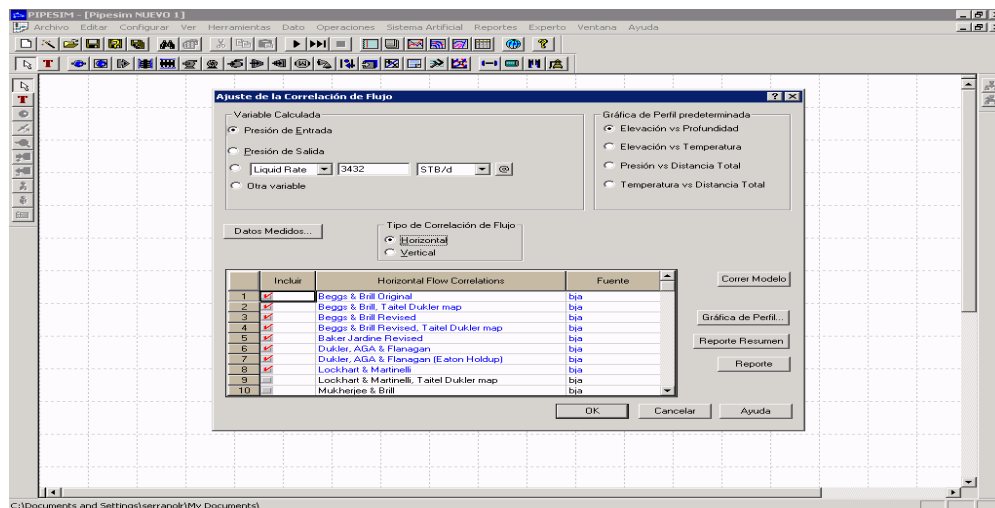 PIPESIM - [Pipesim NUEVO 1]
Archivo Editar Configurar Ver Herramientas Dato Operaciones Sistema Artificial Reportes Experto Ventana Ayuda
Ajuste de la Correlación de Flujo
Variable Calculada
Presión de Entrada
Presión de Salida
Liquid Rate 3432 STB/d @
Otra variable
Gráfica de Perfil predeterminada
Elevación vs Profundidad
Elevación vs Temperatura
Presión vs Distancia Total
Temperatura vs Distancia Total
Datos Medidos...
Tipo de Correlación de Flujo
Horizontal
Vertical
Incluir Horizontal Flow Correlations Fuente
1 Beggs & Brill Original bja
2 Beggs & Brill, Taitel Dukler map bja
3 Beggs & Brill Revised bja
4 Beggs & Brill Revised, Taitel Dukler map bja
5 Baker Jardine Revised bja
6 Dukler, AGA & Flanagan bja
7 Dukler, AGA & Flanagan (Eaton Holdup) bja
8 Lockhart & Martinelli bja
9 Lockhart & Martinelli, Taitel Dukler map bja
10 Mukherjee & Brill bja
Correr Modelo
Gráfica de Perfil...
Reporte Resumen
Reporte
OK Cancelar Ayuda
C:\Documents and Settings\serranolr\My Documents\